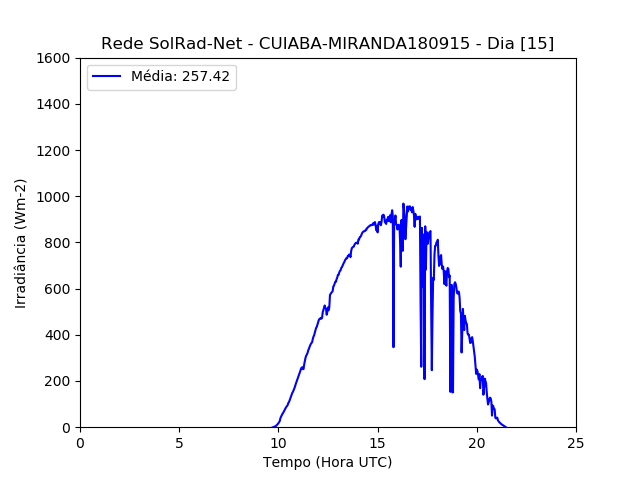 Rede SolRad-Net - CUIABA-MIRANDA180915 - Dia [15]
Média: 257.42
Irradiância (Wm-2)
1600
1400
1200
1000
800
600
400
200
0
0 5 10 15 20 25
Tempo (Hora UTC)